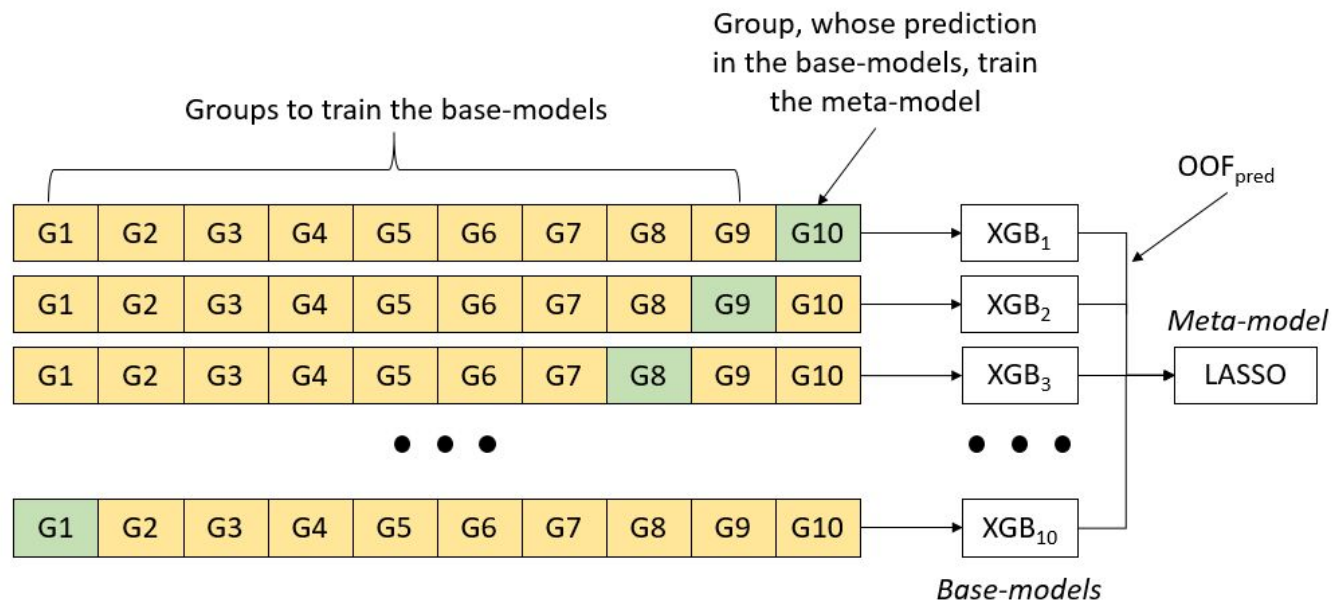 Group, whose prediction
in the base-models, train
the meta-model
Groups to train the base-models
OOFpred
G1 G2 G3 G4 G5 G6 G7 G8 G9 G10 XGB1
G1 G2 G3 G4 G5 G6 G7 G8 G9 G10 XGB2
Meta-model
G1 G2 G3 G4 G5 G6 G7 G8 G9 G10 XGB3 LASSO
G1 G2 G3 G4 G5 G6 G7 G8 G9 G10 XGB10
Base-models